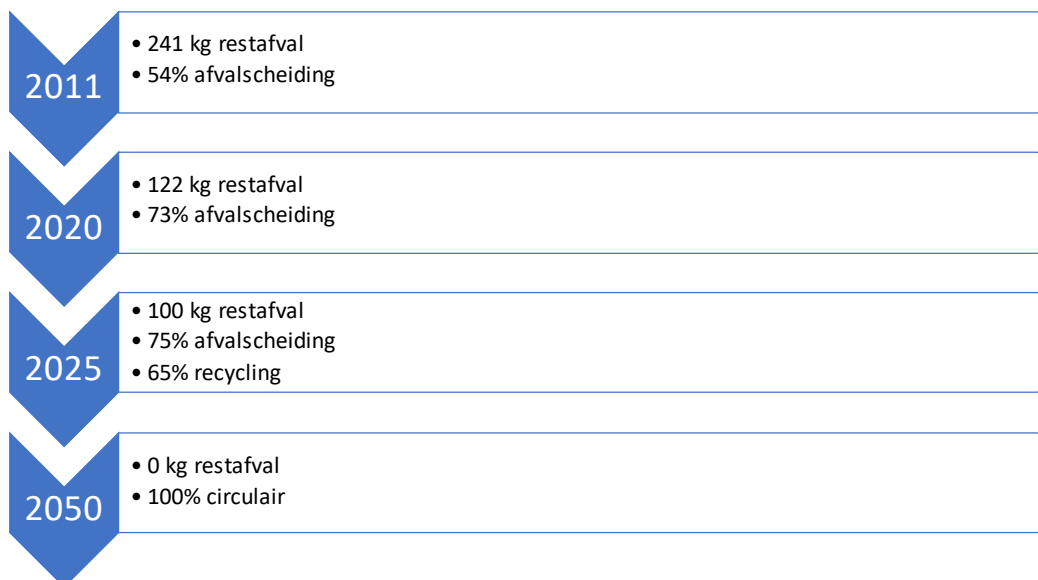 2011
• 241 kg restafval
• 54% afvalscheiding
2020
• 122 kg restafval
• 73% afvalscheiding
2025
• 100 kg restafval
• 75% afvalscheiding
• 65% recycling
2050
• 0 kg restafval
• 100% circulair